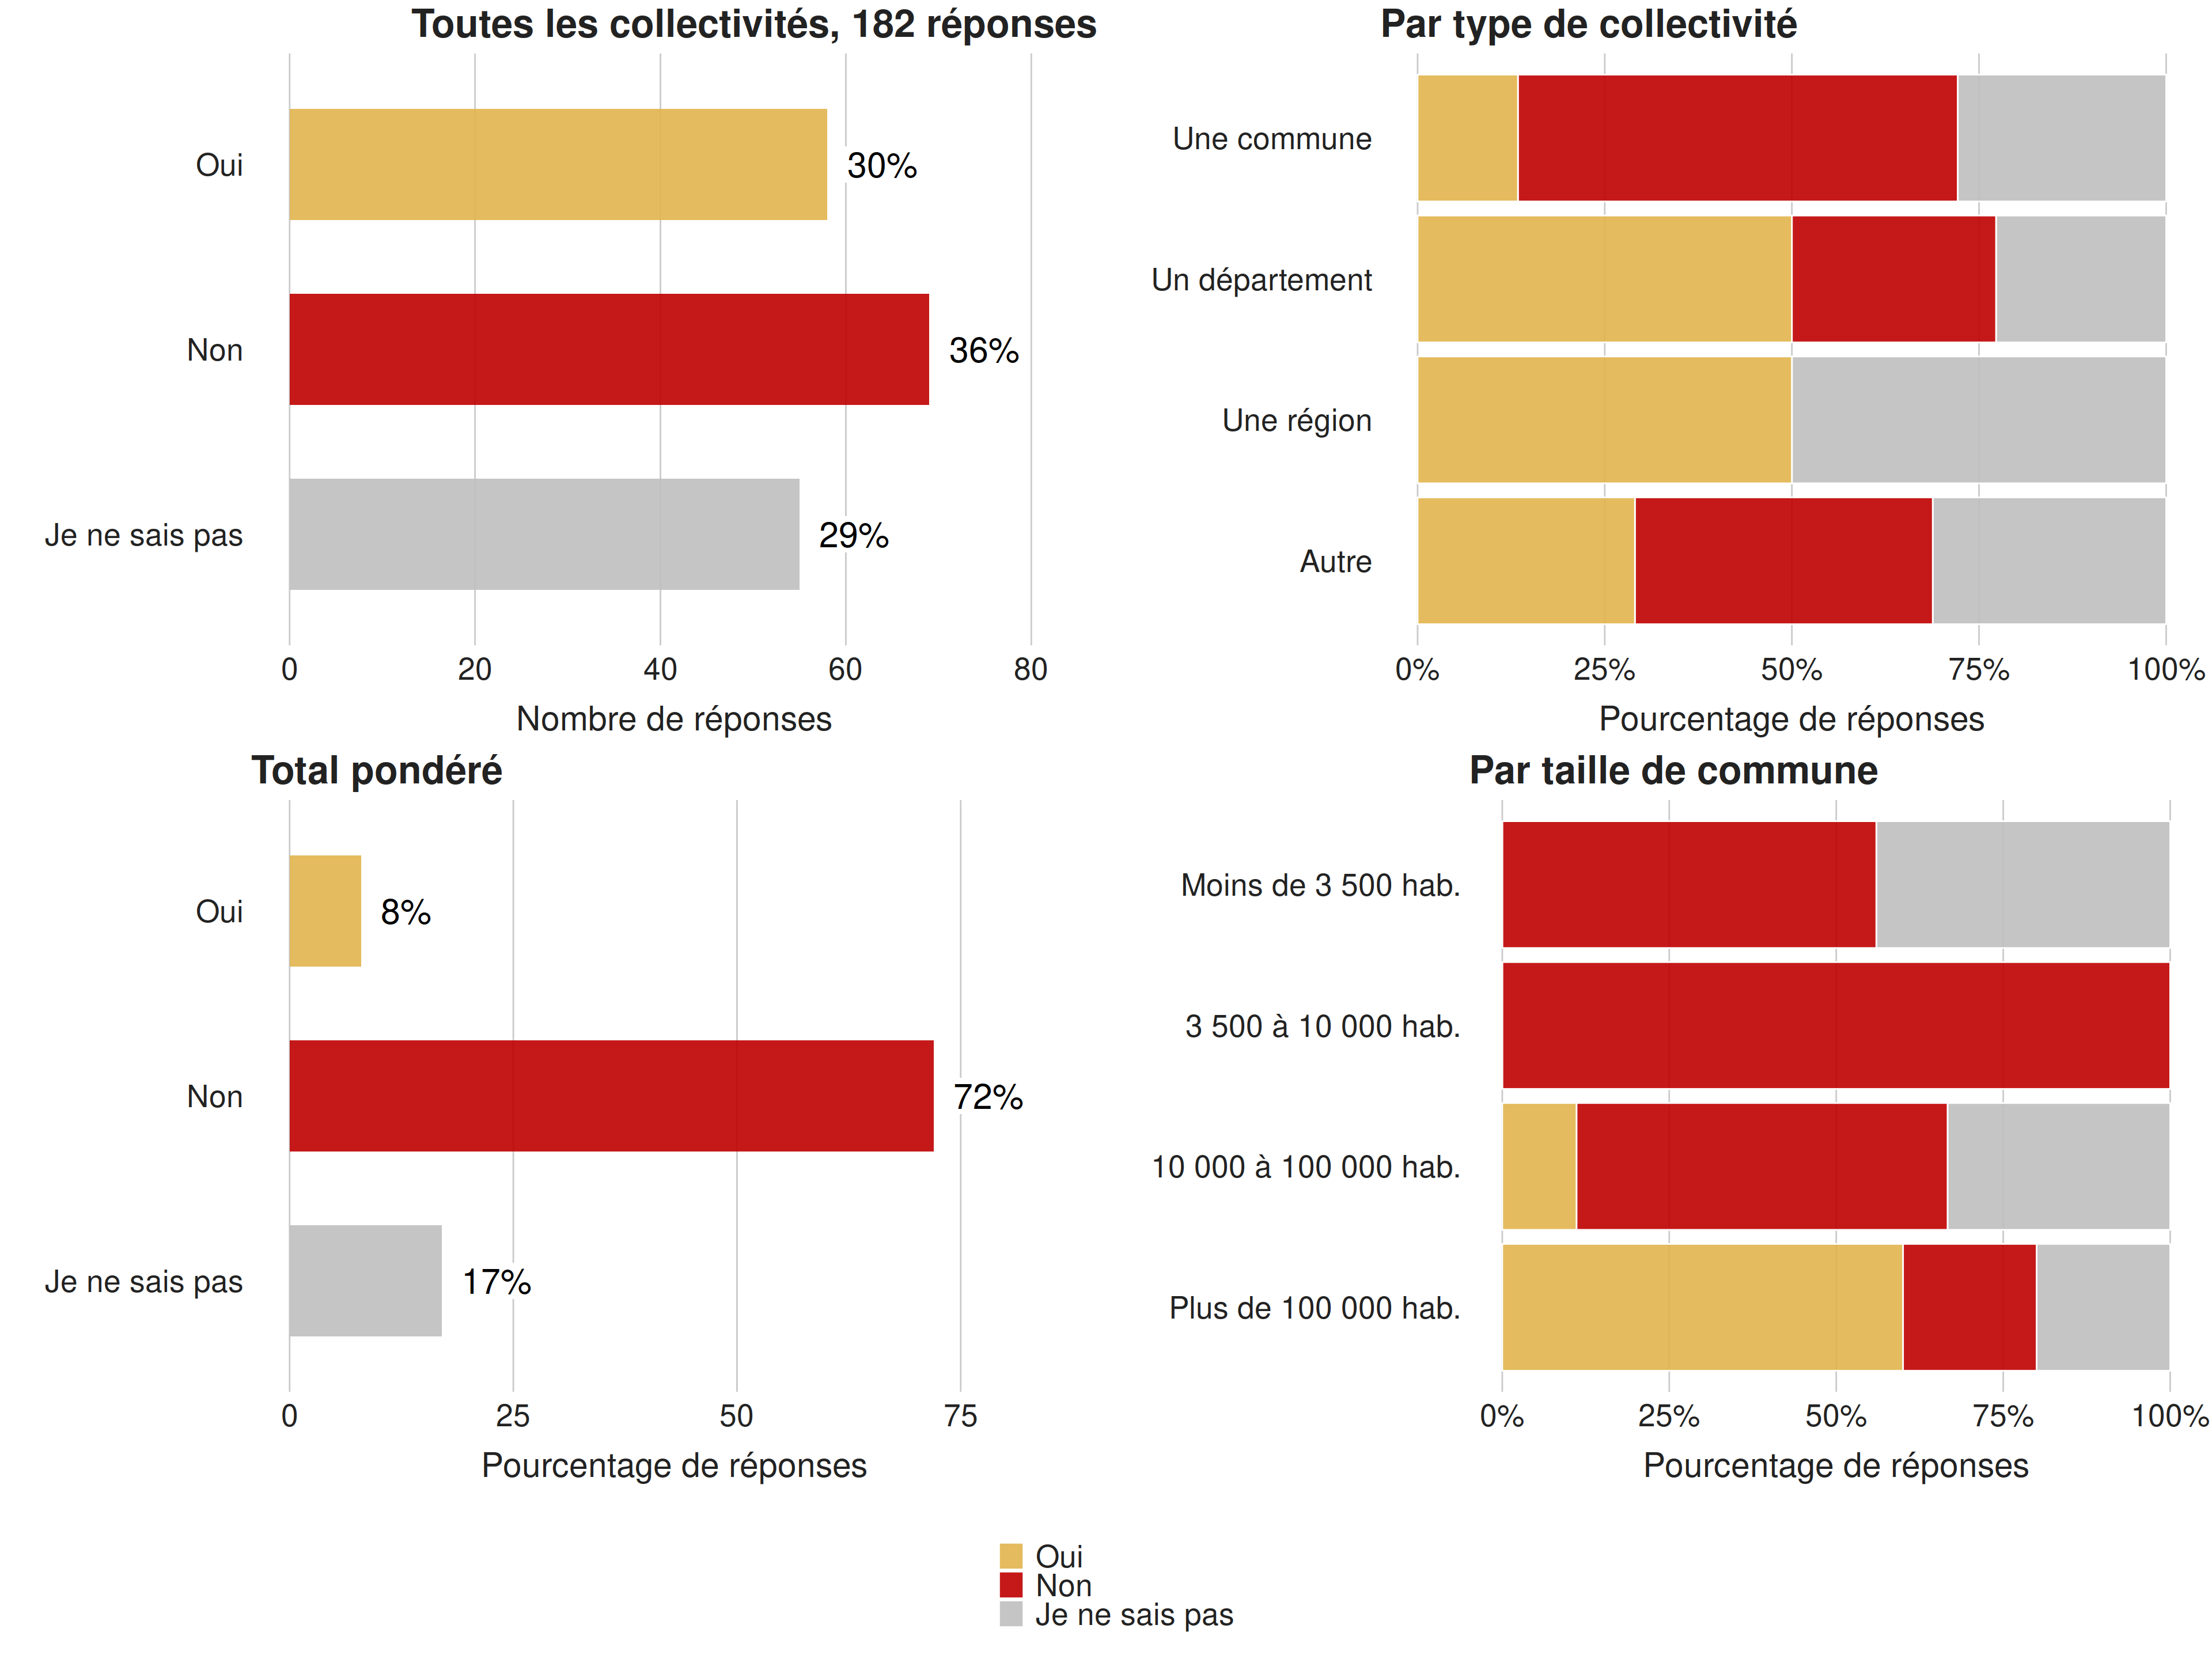 Toutes les collectivités, 182 réponses
Oui
30%
Non
36%
Je ne sais pas
29%
0 20 40 60 80
Nombre de réponses
Par type de collectivité
Une commune
Un département
Une région
Autre
0% 25% 50% 75% 100%
Pourcentage de réponses
Total pondéré
Oui
8%
Non
72%
Je ne sais pas
17%
0 25 50 75
Pourcentage de réponses
Par taille de commune
Moins de 3 500 hab.
3 500 à 10 000 hab.
10 000 à 100 000 hab.
Plus de 100 000 hab.
0% 25% 50% 75% 100%
Pourcentage de réponses
Oui
Non
Je ne sais pas